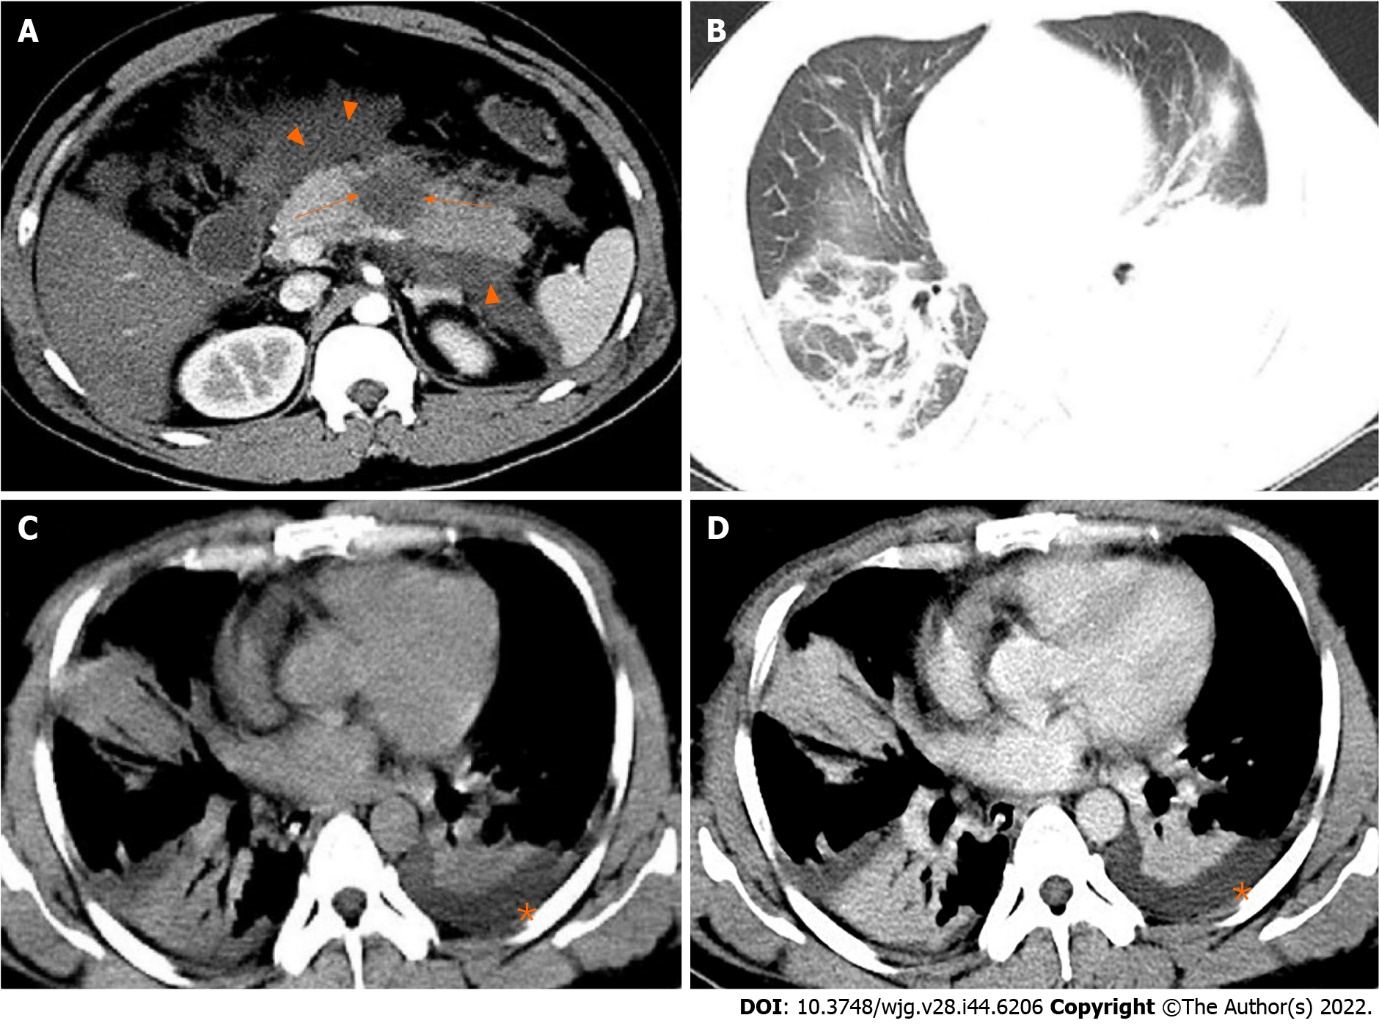 A
B
C
D
DOI: 10.3748/wjg.v28.i44.6206 Copyright ©The Author(s) 2022.